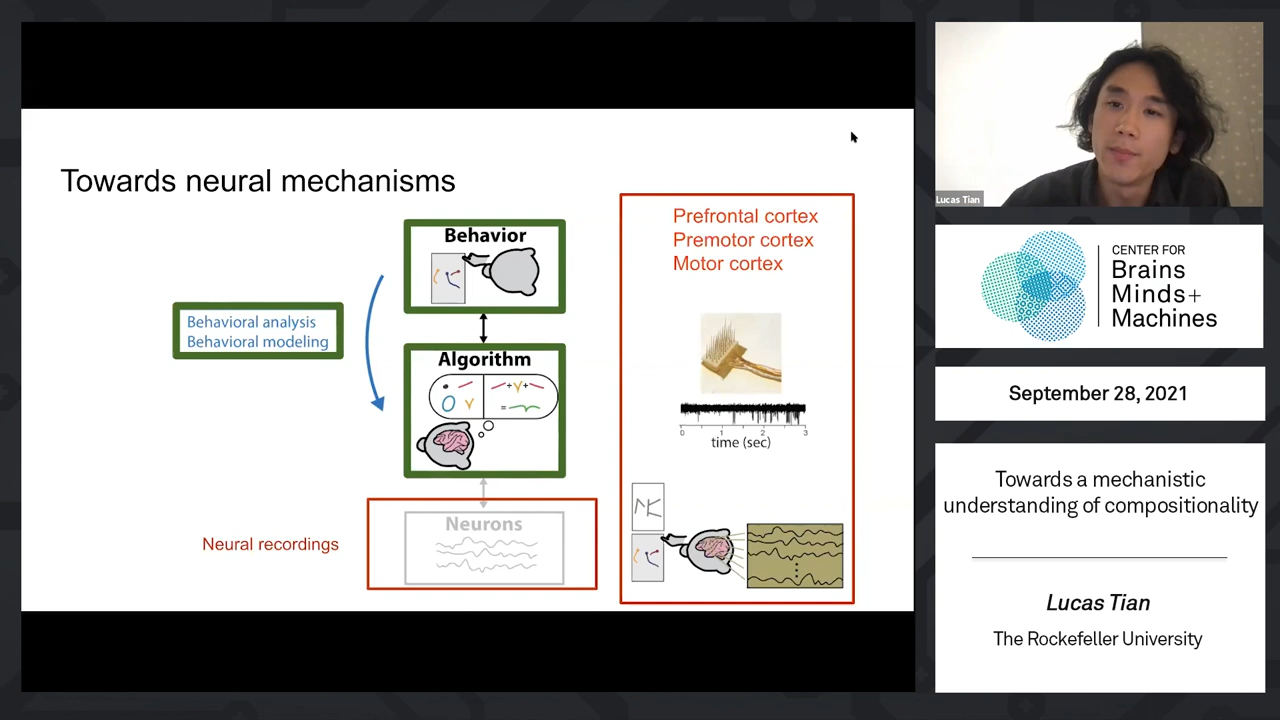 Towards neural mechanisms
Behavior
Behavioral analysis
Behavioral modeling
Algorithm
+ + =
Neural recordings
Neurons
Prefrontal cortex
Premotor cortex
Motor cortex
0 1 2 3
time (sec)
Lucas Tian
CENTER FOR
Brains
Minds+
Machines
September 28, 2021
Towards a mechanistic
understanding of compositionality
Lucas Tian
The Rockefeller University